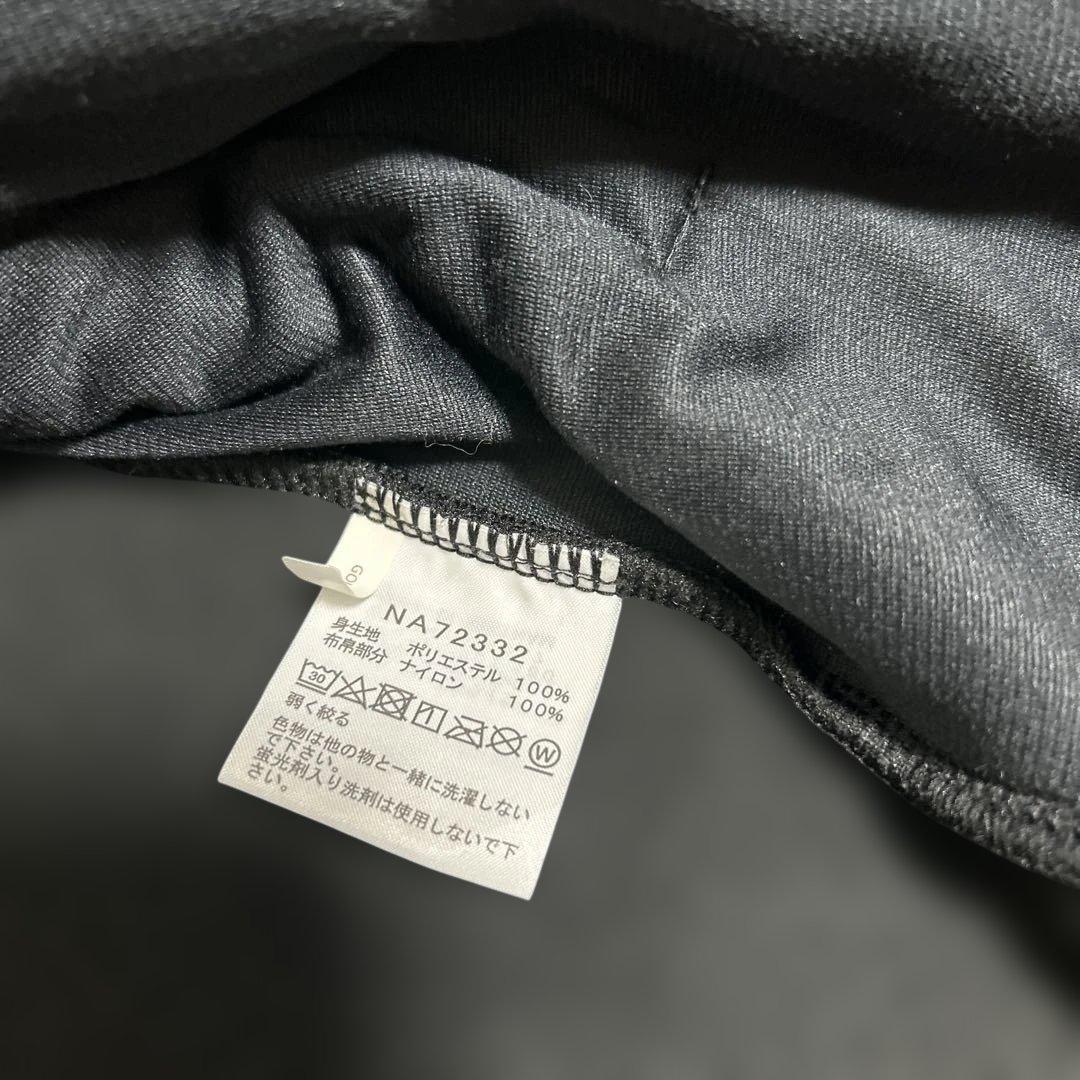 GO
NA72332
身生地 ポリエステル 100%
布帛部分 ナイロン 100%
30
W
弱く絞る
色物は他の物と一緒に洗濯しない
で下さい。
蛍光剤入り洗剤は使用しないで下
さい。